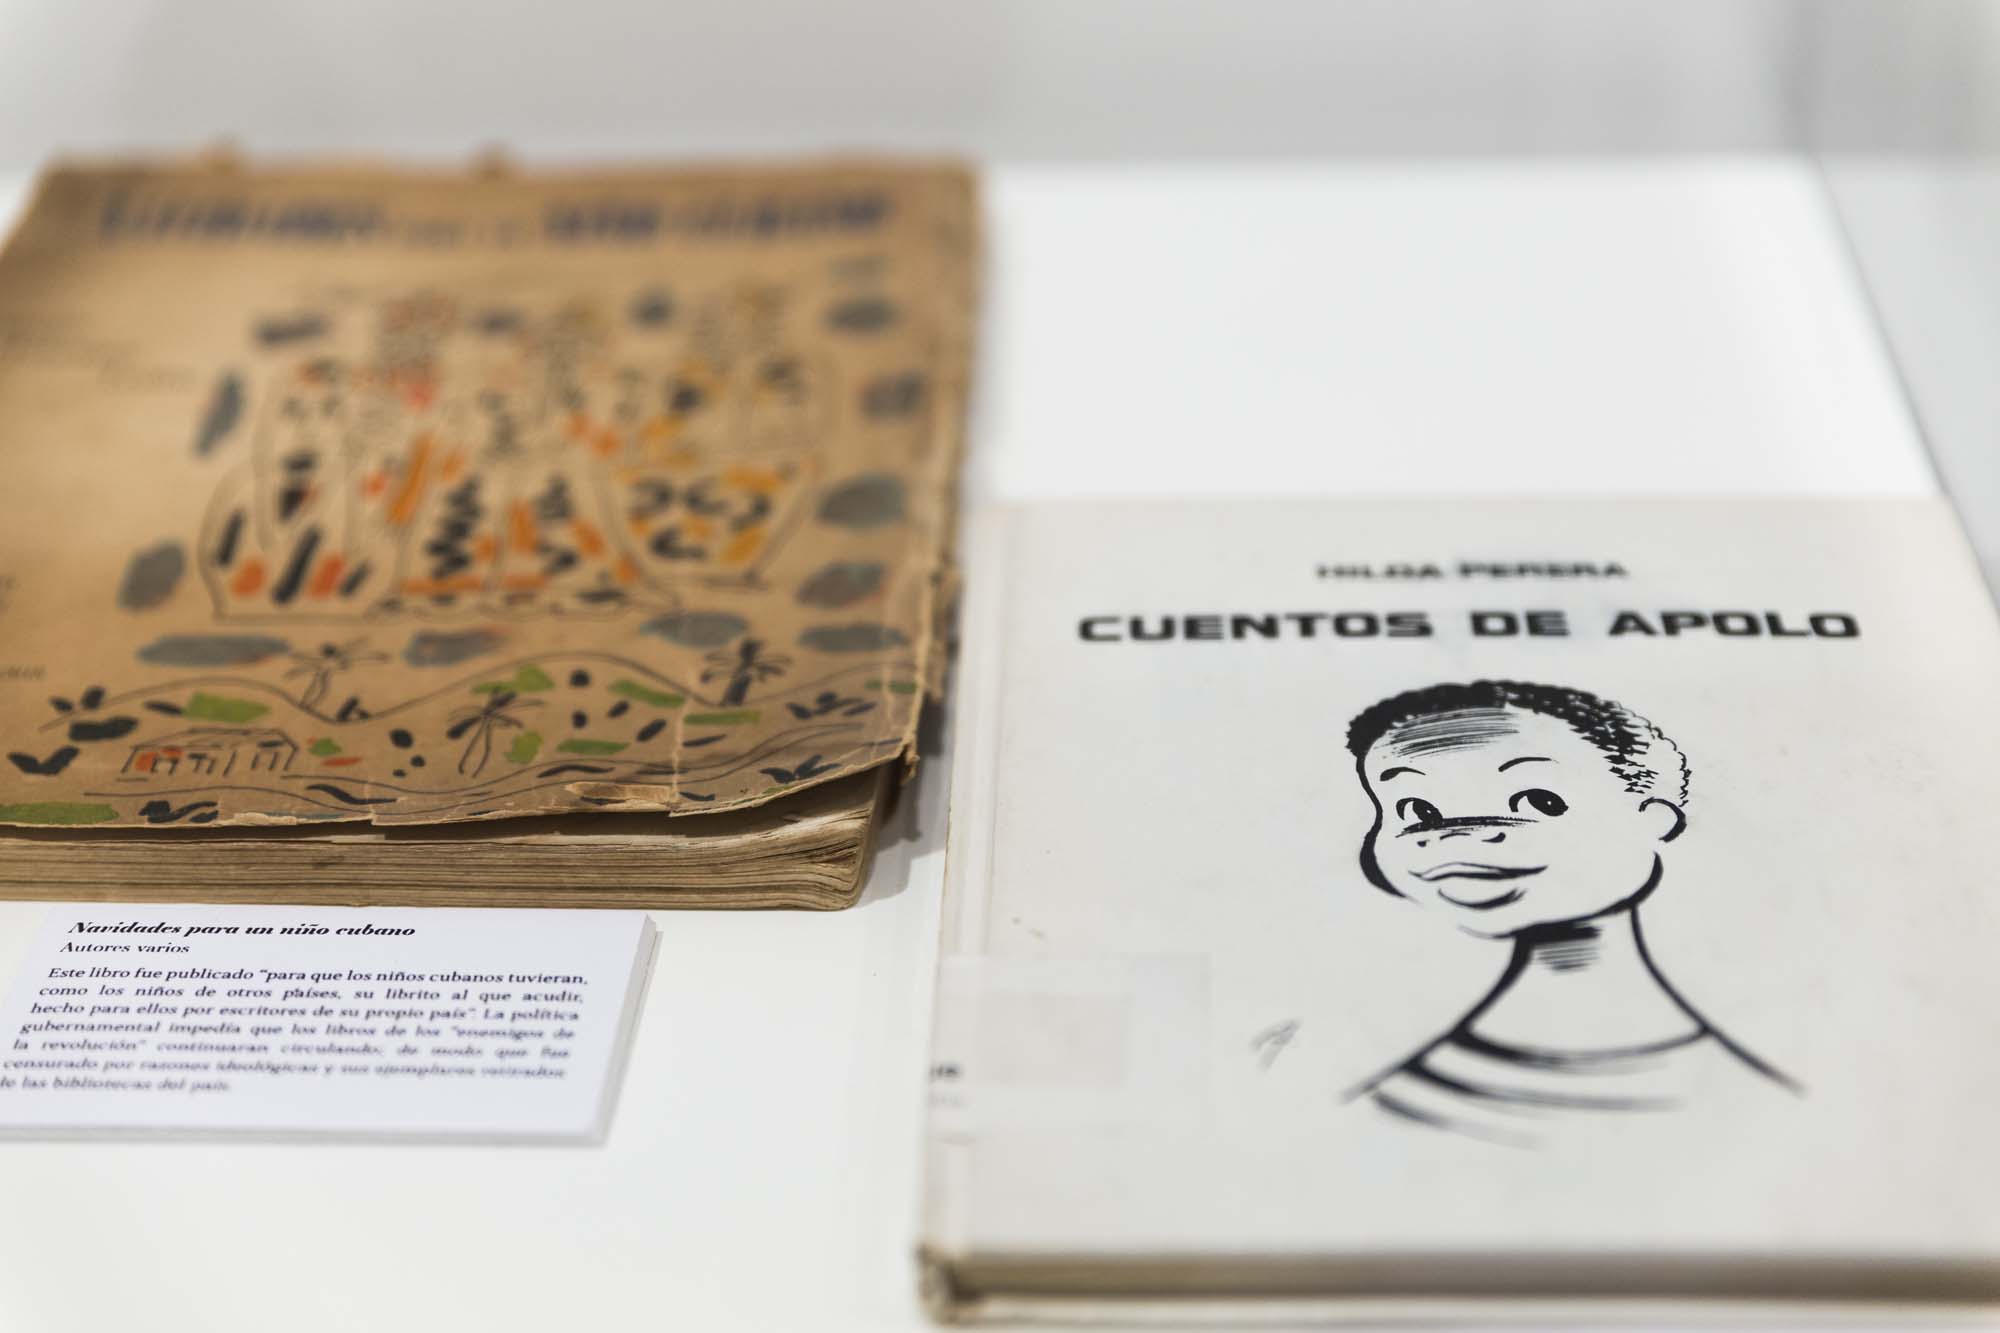 HILDA PERERA
CUENTOS DE APOLO
Navidades para un niño cubano
Autores varios
Este libro fue publicado “para que los niños cubanos tuvieran,
como los niños de otros países, su librito al que acudir,
hecho para ellos por escritores de su propio país”. La política
gubernamental impedía que los libros de los “enemigos de
la revolución” continuaran circulando; de modo que fue
censurado por razones ideológicas y sus ejemplares retirados
de las bibliotecas del país.